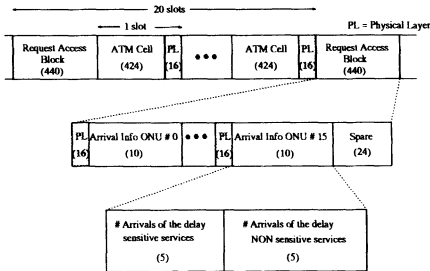 20 slots
1 slot
PL = Physical Layer
Request Access
Block
(440)
ATM Cell
(424)
PL
(16)
ATM Cell
(424)
PL
(16)
Request Access
Block
(440)
PL
(16)
Arrival Info ONU # 0
(10)
PL
(16)
Arrival Info ONU # 15
(10)
Spare
(24)
# Arrivals of the delay
sensitive services
(5)
# Arrivals of the delay
NON sensitive services
(5)